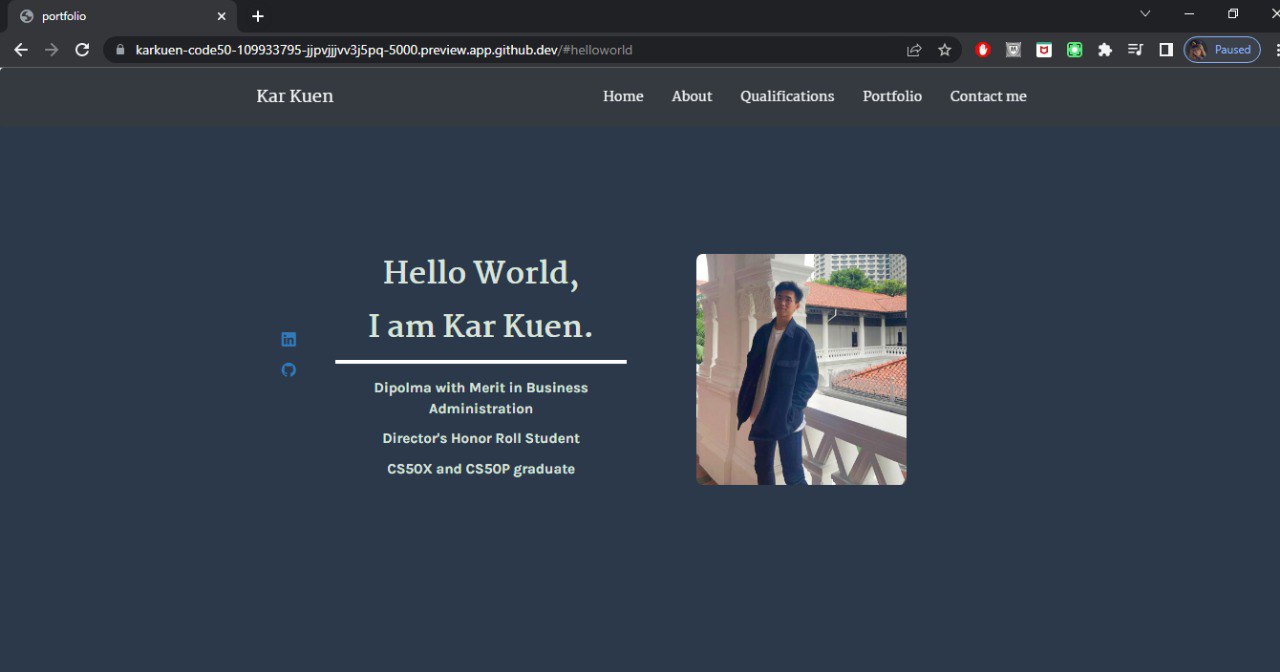 portfolio
karkuen-code50-109933795-jjpvjjjvv3j5pq-5000.preview.app.github.dev/#helloworld
Paused
Kar Kuen
Home About Qualifications Portfolio Contact me
Hello World,
I am Kar Kuen.
Dipolma with Merit in Business
Administration
Director's Honor Roll Student
CS50X and CS50P graduate